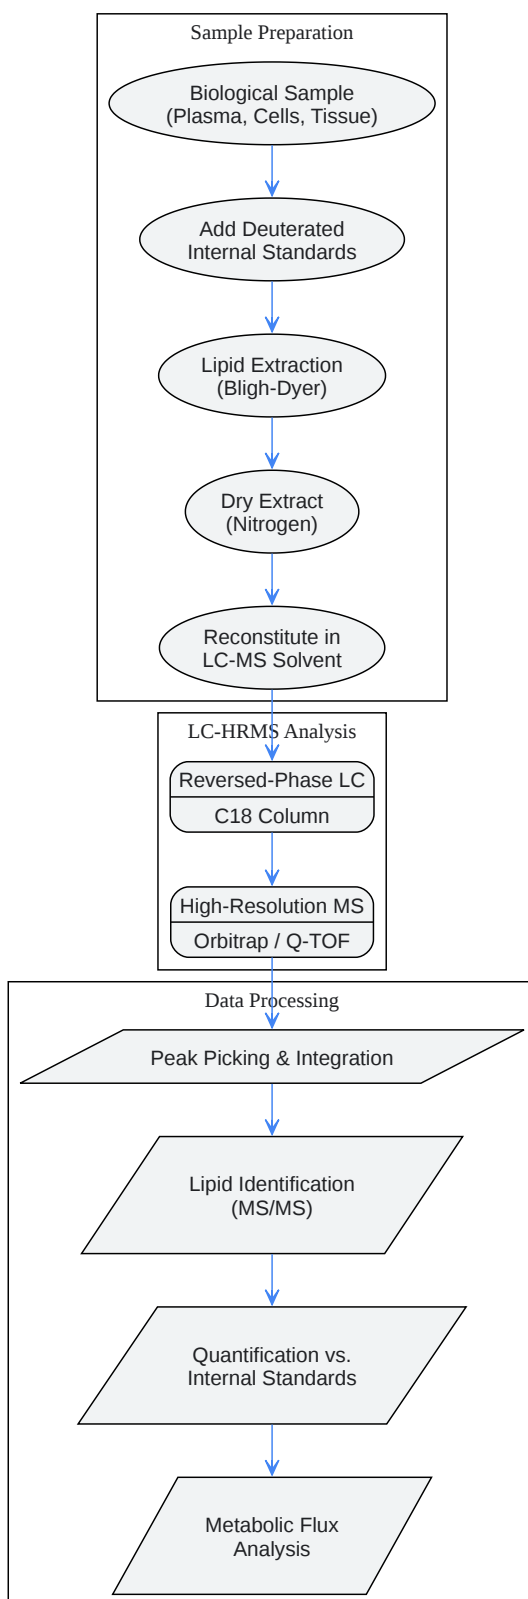 Sample Preparation
Biological Sample
(Plasma, Cells, Tissue)
Add Deuterated
Internal Standards
Lipid Extraction
(Bligh-Dyer)
Dry Extract
(Nitrogen)
Reconstitute in
LC-MS Solvent
LC-HRMS Analysis
Reversed-Phase LC
C18 Column
High-Resolution MS
Orbitrap / Q-TOF
Data Processing
Peak Picking & Integration
Lipid Identification
(MS/MS)
Quantification vs.
Internal Standards
Metabolic Flux
Analysis